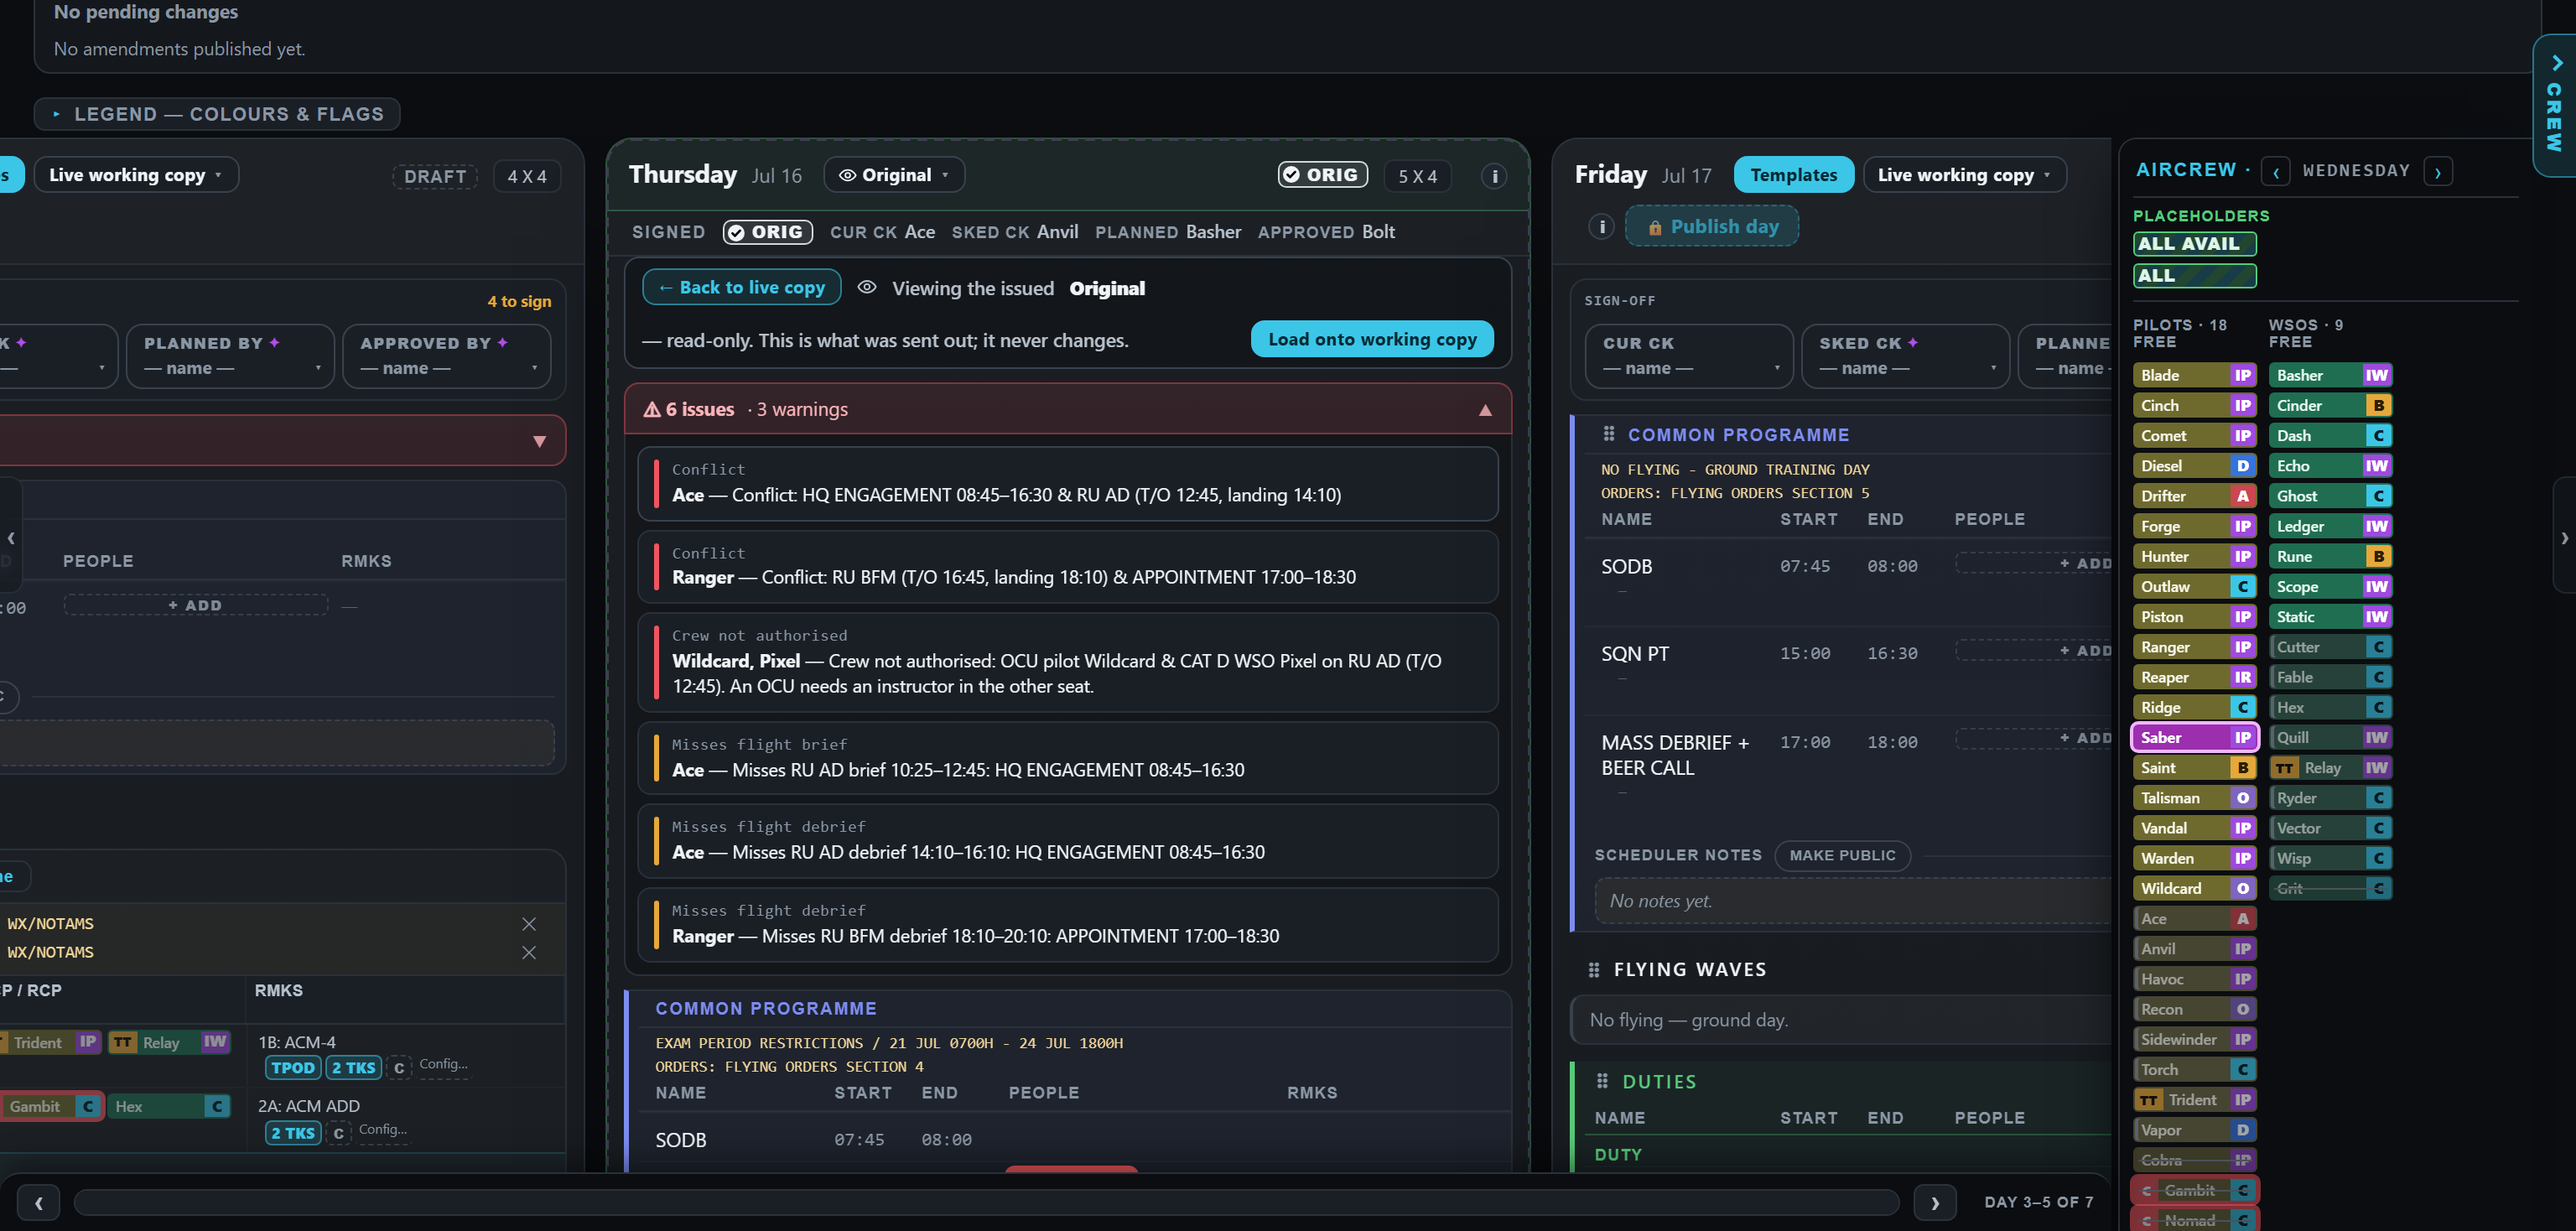 No pending changes
No amendments published yet.
CREW
LEGEND — COLOURS & FLAGS
Live working copy
DRAFT
4 X 4
4 to sign
PLANNED BY
— name —
APPROVED BY
— name —
PEOPLE
RMKS
:00
+ ADD
—
WX/NOTAMS
WX/NOTAMS
P / RCP
RMKS
Trident IP
TT Relay IW
1B: ACM-4
TPOD
2 TKS
C
Config...
Gambit C
Hex C
2A: ACM ADD
2 TKS
C
Config...
Thursday Jul 16
Original
ORIG
5 X 4
i
SIGNED ORIG CUR CK Ace SKED CK Anvil PLANNED Basher APPROVED Bolt
← Back to live copy
Viewing the issued Original
— read-only. This is what was sent out; it never changes.
Load onto working copy
6 issues · 3 warnings
Conflict
Ace — Conflict: HQ ENGAGEMENT 08:45–16:30 & RU AD (T/O 12:45, landing 14:10)
Conflict
Ranger — Conflict: RU BFM (T/O 16:45, landing 18:10) & APPOINTMENT 17:00–18:30
Crew not authorised
Wildcard, Pixel — Crew not authorised: OCU pilot Wildcard & CAT D WSO Pixel on RU AD (T/O
12:45). An OCU needs an instructor in the other seat.
Misses flight brief
Ace — Misses RU AD brief 10:25–12:45: HQ ENGAGEMENT 08:45–16:30
Misses flight debrief
Ace — Misses RU AD debrief 14:10–16:10: HQ ENGAGEMENT 08:45–16:30
Misses flight debrief
Ranger — Misses RU BFM debrief 18:10–20:10: APPOINTMENT 17:00–18:30
COMMON PROGRAMME
EXAM PERIOD RESTRICTIONS / 21 JUL 0700H - 24 JUL 1800H
ORDERS: FLYING ORDERS SECTION 4
NAME START END PEOPLE RMKS
SODB 07:45 08:00
Friday Jul 17
Templates
Live working copy
i
Publish day
SIGN-OFF
CUR CK
— name —
SKED CK
— name —
PLANNE
— name
COMMON PROGRAMME
NO FLYING - GROUND TRAINING DAY
ORDERS: FLYING ORDERS SECTION 5
NAME START END PEOPLE
SODB 07:45 08:00 + ADD
—
SQN PT 15:00 16:30 + ADD
—
MASS DEBRIEF + 17:00 18:00 + ADD
BEER CALL
—
SCHEDULER NOTES
MAKE PUBLIC
No notes yet.
FLYING WAVES
No flying — ground day.
DUTIES
NAME START END PEOPLE
DUTY
AIRCREW · WEDNESDAY
PLACEHOLDERS
ALL AVAIL
ALL
PILOTS · 18
FREE
WSOS · 9
FREE
Blade IP
Cinch IP
Comet IP
Diesel D
Drifter A
Forge IP
Hunter IP
Outlaw C
Piston IP
Ranger IP
Reaper IR
Ridge C
Saber IP
Saint B
Talisman O
Vandal IP
Warden IP
Wildcard O
Ace A
Anvil IP
Havoc IP
Recon O
Sidewinder IP
Torch C
TT Trident IP
Vapor D
Cobra IP
C Gambit C
C Nomad C
Basher IW
Cinder B
Dash C
Echo IW
Ghost C
Ledger IW
Rune B
Scope IW
Static IW
Cutter C
Fable C
Hex C
Quill IW
TT Relay IW
Ryder C
Vector C
Wisp C
Grit C
DAY 3–5 OF 7